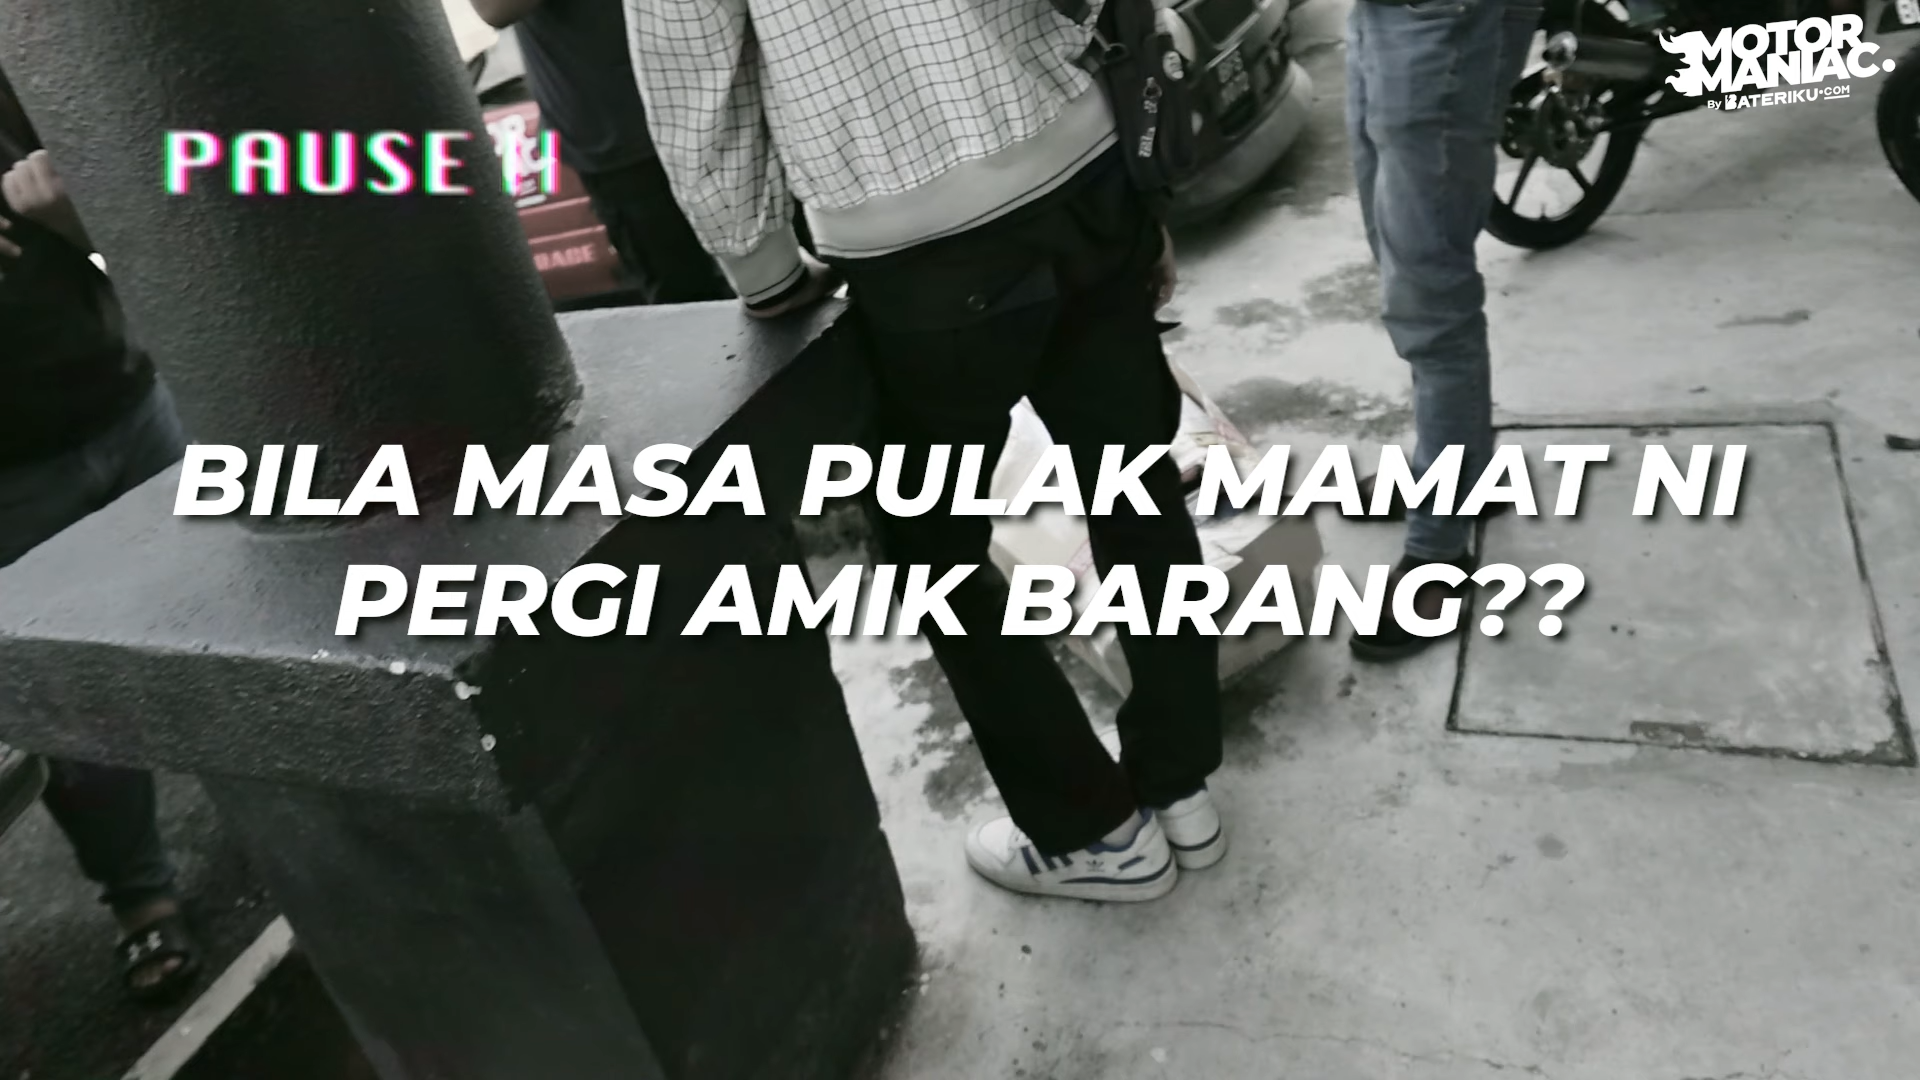 MOTOR
MANIAC.
By BATERIKU.COM
PAUSE H
BILA MASA PULAK MAMAT NI
PERGI AMIK BARANG??